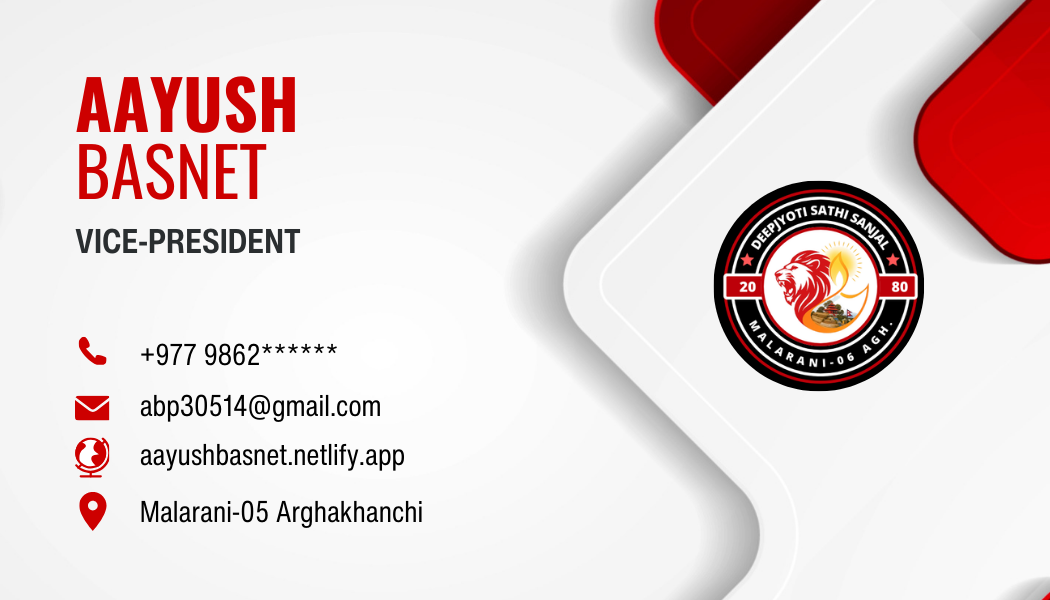 AAYUSH
BASNET
VICE-PRESIDENT
+977 9862******
abp30514@gmail.com
aayushbasnet.netlify.app
Malarani-05 Arghakhanchi
DEEPJYOTI SATHI SANJAL
20 80
MALARANI-06 AGH.